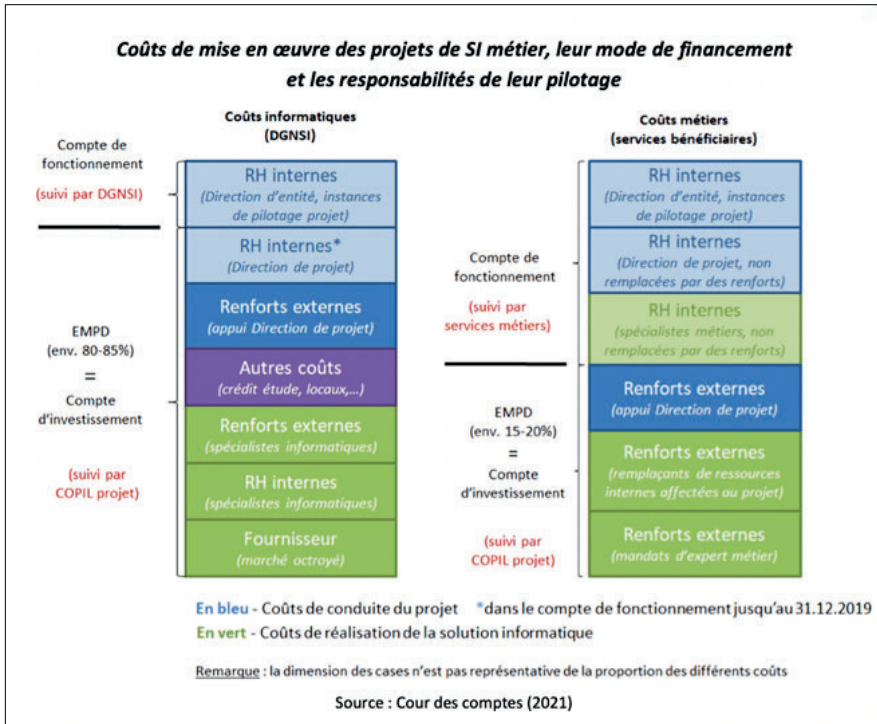 Coûts de mise en œuvre des projets de SI métier, leur mode de financement
et les responsabilités de leur pilotage
Coûts informatiques
(DGNSI)
Compte de
fonctionnement
(suivi par DGNSI)
EMPD
(env. 80-85%)
=
Compte
d'investissement
(suivi par
COPIL projet)
RH internes
(Direction d'entité, instances
de pilotage projet)
RH internes*
(Direction de projet)
Renforts externes
(appui Direction de projet)
Autres coûts
(crédit étude, locaux,...)
Renforts externes
(spécialistes informatiques)
RH internes
(spécialistes informatiques)
Fournisseur
(marché octroyé)
Coûts métiers
(services bénéficiaires)
Compte de
fonctionnement
(suivi par
services métiers)
EMPD
(env. 15-20%)
=
Compte
d'investissement
(suivi par
COPIL projet)
RH internes
(Direction d'entité, instances
de pilotage projet)
RH internes
(Direction de projet, non
remplacées par des renforts)
RH internes
(spécialistes métiers, non
remplacées par des renforts)
Renforts externes
(appui Direction de projet)
Renforts externes
(remplaçants de ressources
internes affectées au projet)
Renforts externes
(mandats d'expert métier)
En bleu - Coûts de conduite du projet *dans le compte de fonctionnement jusqu'au 31.12.2019
En vert - Coûts de réalisation de la solution informatique
Remarque : la dimension des cases n'est pas représentative de la proportion des différents coûts
Source : Cour des comptes (2021)